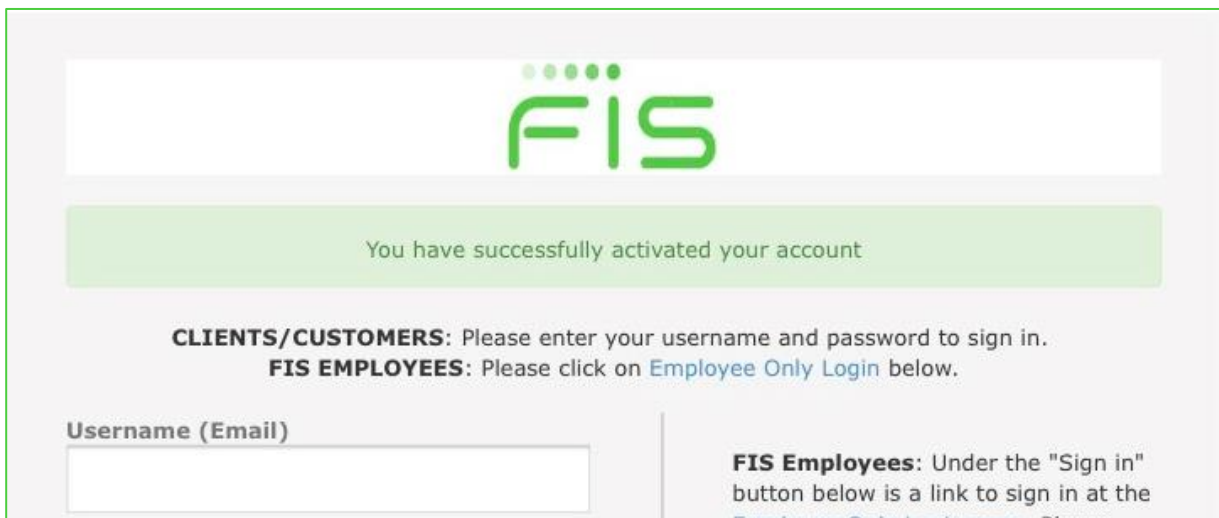 FIS
You have successfully activated your account
CLIENTS/CUSTOMERS: Please enter your username and password to sign in.
FIS EMPLOYEES: Please click on Employee Only Login below.
Username (Email)
FIS Employees: Under the "Sign in"
button below is a link to sign in at the